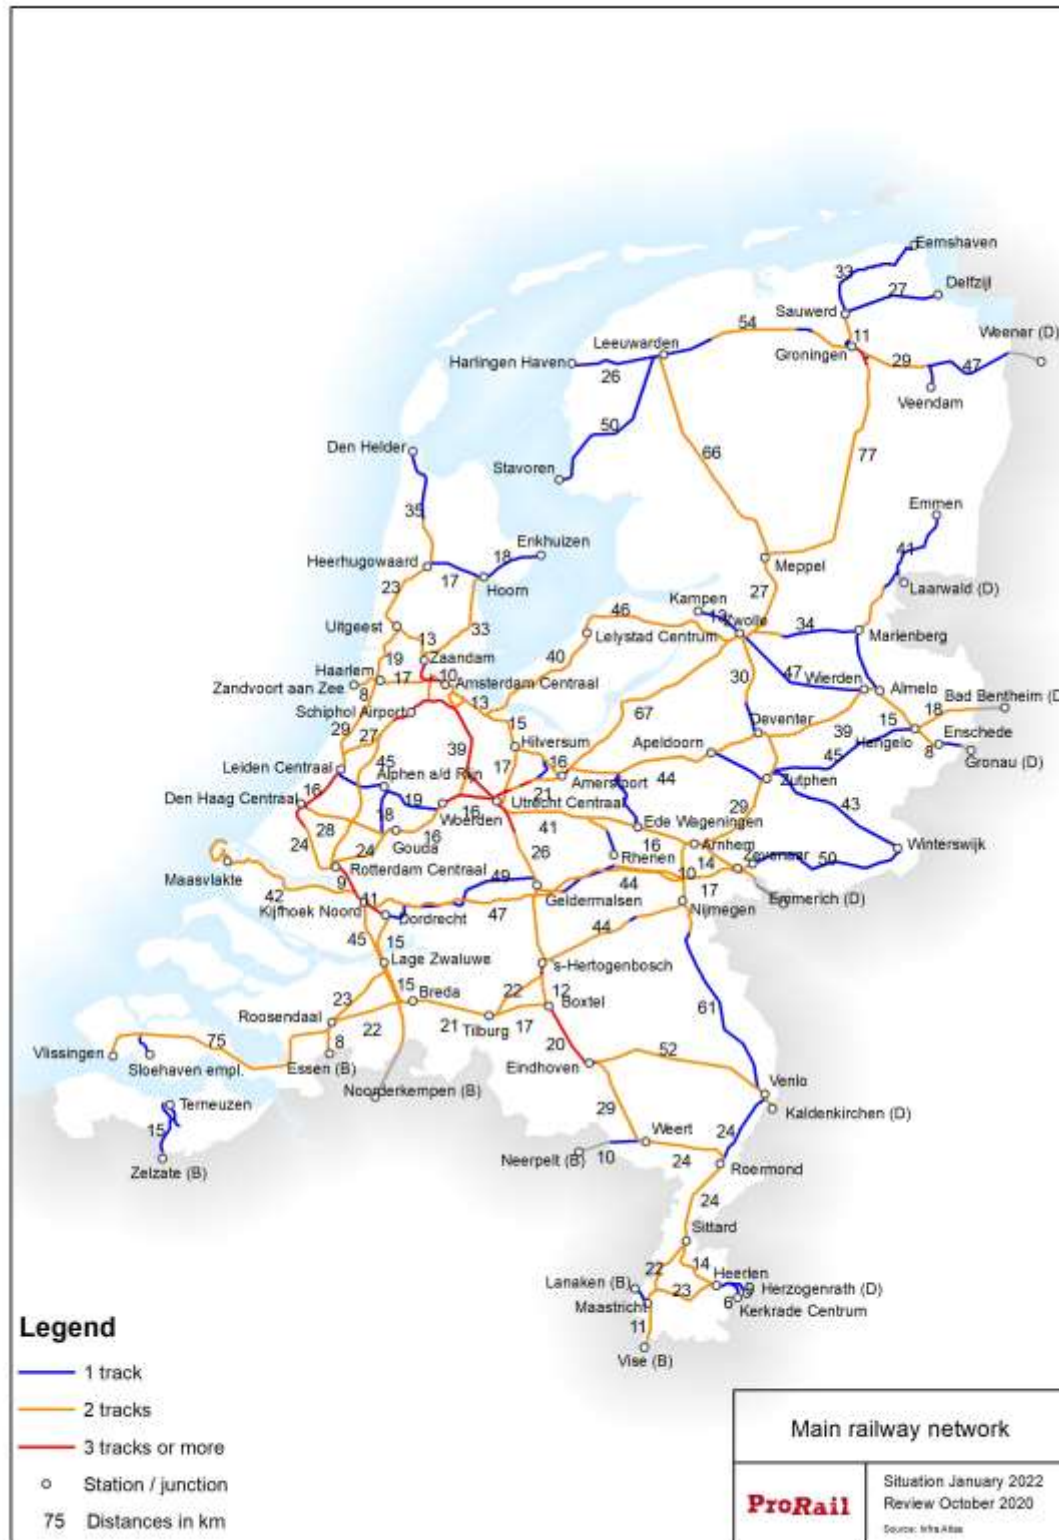 Eemshaven
33
Delfzijl
27
Sauwerd
54
Weener (D)
Leeuwarden
11
Groningen
Harlingen Haven
29
47
26
Veendam
50
Den Helder
66
77
Stavoren
35
Emmen
Enkhuizen
41
18
Heerhugowaard
Meppel
17
Hoorn
Laarwald (D)
23
27
Kampen
46
13
Zwolle
34
Uitgeest
33
Lelystad Centrum
Marienberg
13
19
Zaandam
40
Haarlem
10
30
47
Wierden
17
Amsterdam Centraal
Almelo
Zandvoort aan Zee
8
Bad Bentheim (D
13
67
18
Schiphol Airport
15
15
29
Deventer
39
Enschede
27
39
Hilversum
Apeldoorn
45
Hengelo
8
Leiden Centraal
45
16
Gronau (D)
Alphen a/d Rijn
17
Amersfoort
44
Zutphen
21
Den Haag Centraal
16
19
Utrecht Centraal
43
Woerden
16
29
28
18
41
Ede Wageningen
24
Gouda
16
16
Arnhem
Winterswijk
24
26
Rhenen
Zevenaar
50
Rotterdam Centraal
14
Maasvlakte
9
49
44
10
Emmerich (D)
42
11
Geldermalsen
17
Kijfhoek Noord
Dordrecht
47
Nijmegen
45
15
44
Lage Zwaluwe
s-Hertogenbosch
15
22
12
61
23
Breda
Boxtel
Roosendaal
22
21
Tilburg
17
75
20
52
Vlissingen
8
Sloehaven empl.
Essen (B)
Eindhoven
Noorderkempen (B)
Venlo
Terneuzen
29
Kaldenkirchen (D)
15
Weert
24
Zelzate (B)
Neerpelt (B)
10
24
Roermond
24
Sittard
22
14
Heerlen
Lanaken (B)
23
9
Herzogenrath (D)
Maastricht
6
Kerkrade Centrum
11
Vise (B)
Legend
1 track
2 tracks
3 tracks or more
Station / junction
75 Distances in km
Main railway network
ProRail
Situation January 2022
Review October 2020
Source: Infra Atlas